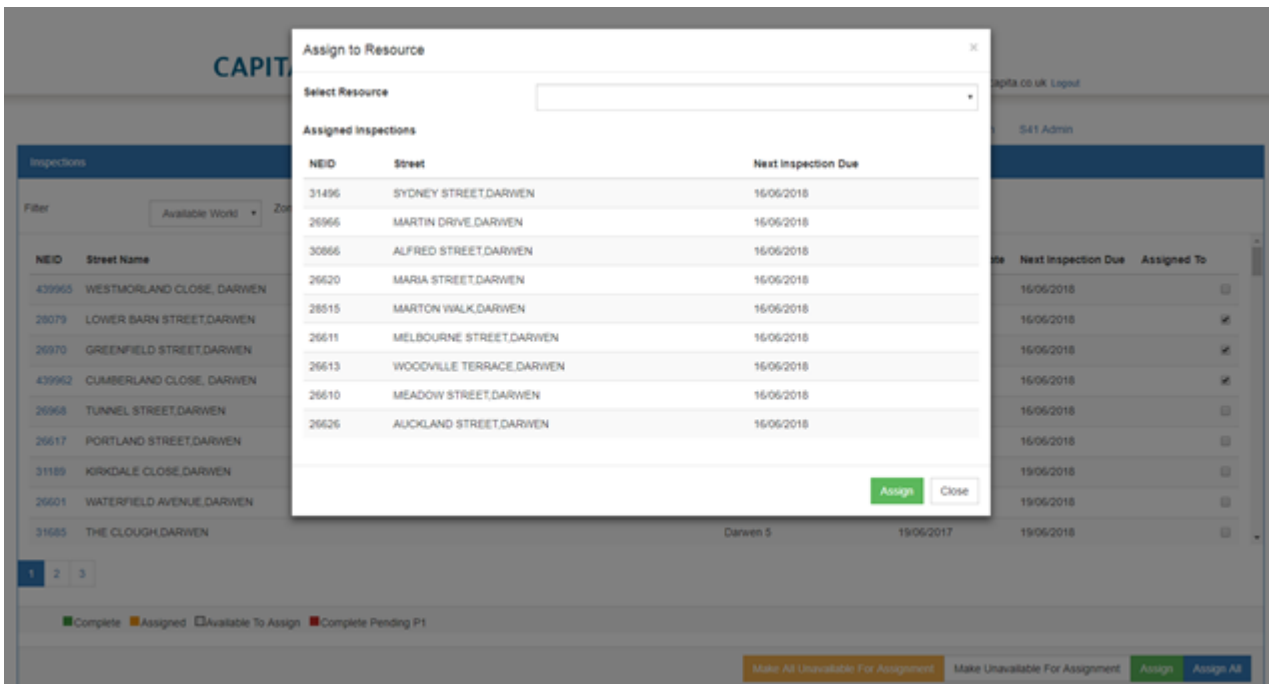 CAPITA
Assign to Resource ×
capita.co.uk Logout
Select Resource
S41 Admin
Assigned Inspections
Inspections
NEID Street Next Inspection Due
31496 SYDNEY STREET,DARWEN 16/06/2018
26966 MARTIN DRIVE,DARWEN 16/06/2018
30866 ALFRED STREET,DARWEN 16/06/2018
26620 MARIA STREET,DARWEN 16/06/2018
28515 MARTON WALK,DARWEN 16/06/2018
26611 MELBOURNE STREET,DARWEN 16/06/2018
26613 WOODVILLE TERRACE,DARWEN 16/06/2018
26610 MEADOW STREET,DARWEN 16/06/2018
26626 AUCKLAND STREET,DARWEN 16/06/2018
Assign Close
Filter Available Workl
NEID Street Name Next Inspection Due Assigned To
439965 WESTMORLAND CLOSE, DARWEN 16/06/2018
28079 LOWER BARN STREET,DARWEN 16/06/2018
26970 GREENFIELD STREET,DARWEN 16/06/2018
439962 CUMBERLAND CLOSE, DARWEN 16/06/2018
26968 TUNNEL STREET,DARWEN 16/06/2018
26617 PORTLAND STREET,DARWEN 16/06/2018
31189 KIRKDALE CLOSE,DARWEN 19/06/2018
26601 WATERFIELD AVENUE,DARWEN 19/06/2018
31685 THE CLOUGH,DARWEN Darwen 5 19/06/2017 19/06/2018
1 2 3
Complete Assigned Available To Assign Complete Pending P1
Make All Unavailable For Assignment Make Unavailable For Assignment Assign Assign All